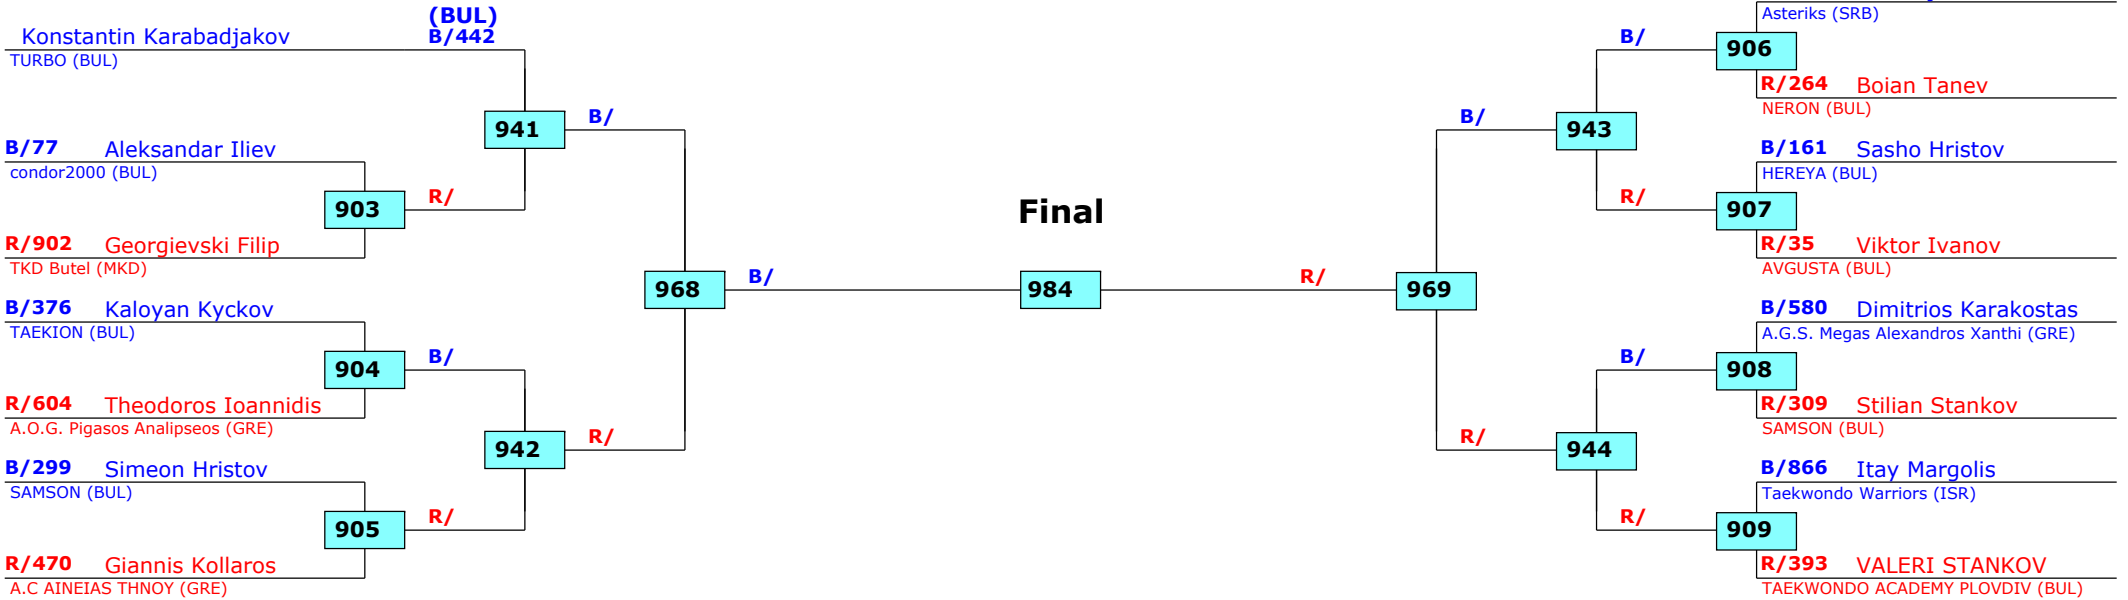 (BUL)
Konstantin Karabadjakov B/442
TURBO (BUL)
941
B/
B/77 Aleksandar Iliev
condor2000 (BUL)
903
R/
R/902 Georgievski Filip
TKD Butel (MKD)
968
B/
B/376 Kaloyan Kyckov
TAEKION (BUL)
904
B/
R/604 Theodoros Ioannidis
A.O.G. Pigasos Analipseos (GRE)
942
R/
B/299 Simeon Hristov
SAMSON (BUL)
905
R/
R/470 Giannis Kollaros
A.C AINEIAS THNOY (GRE)
Final
984
Asteriks (SRB)
B/
906
R/264 Boian Tanev
NERON (BUL)
B/
943
B/161 Sasho Hristov
HEREYA (BUL)
R/
907
R/35 Viktor Ivanov
AVGUSTA (BUL)
R/
969
B/580 Dimitrios Karakostas
A.G.S. Megas Alexandros Xanthi (GRE)
B/
908
R/309 Stilian Stankov
SAMSON (BUL)
R/
944
B/866 Itay Margolis
Taekwondo Warriors (ISR)
R/
909
R/393 VALERI STANKOV
TAEKWONDO ACADEMY PLOVDIV (BUL)